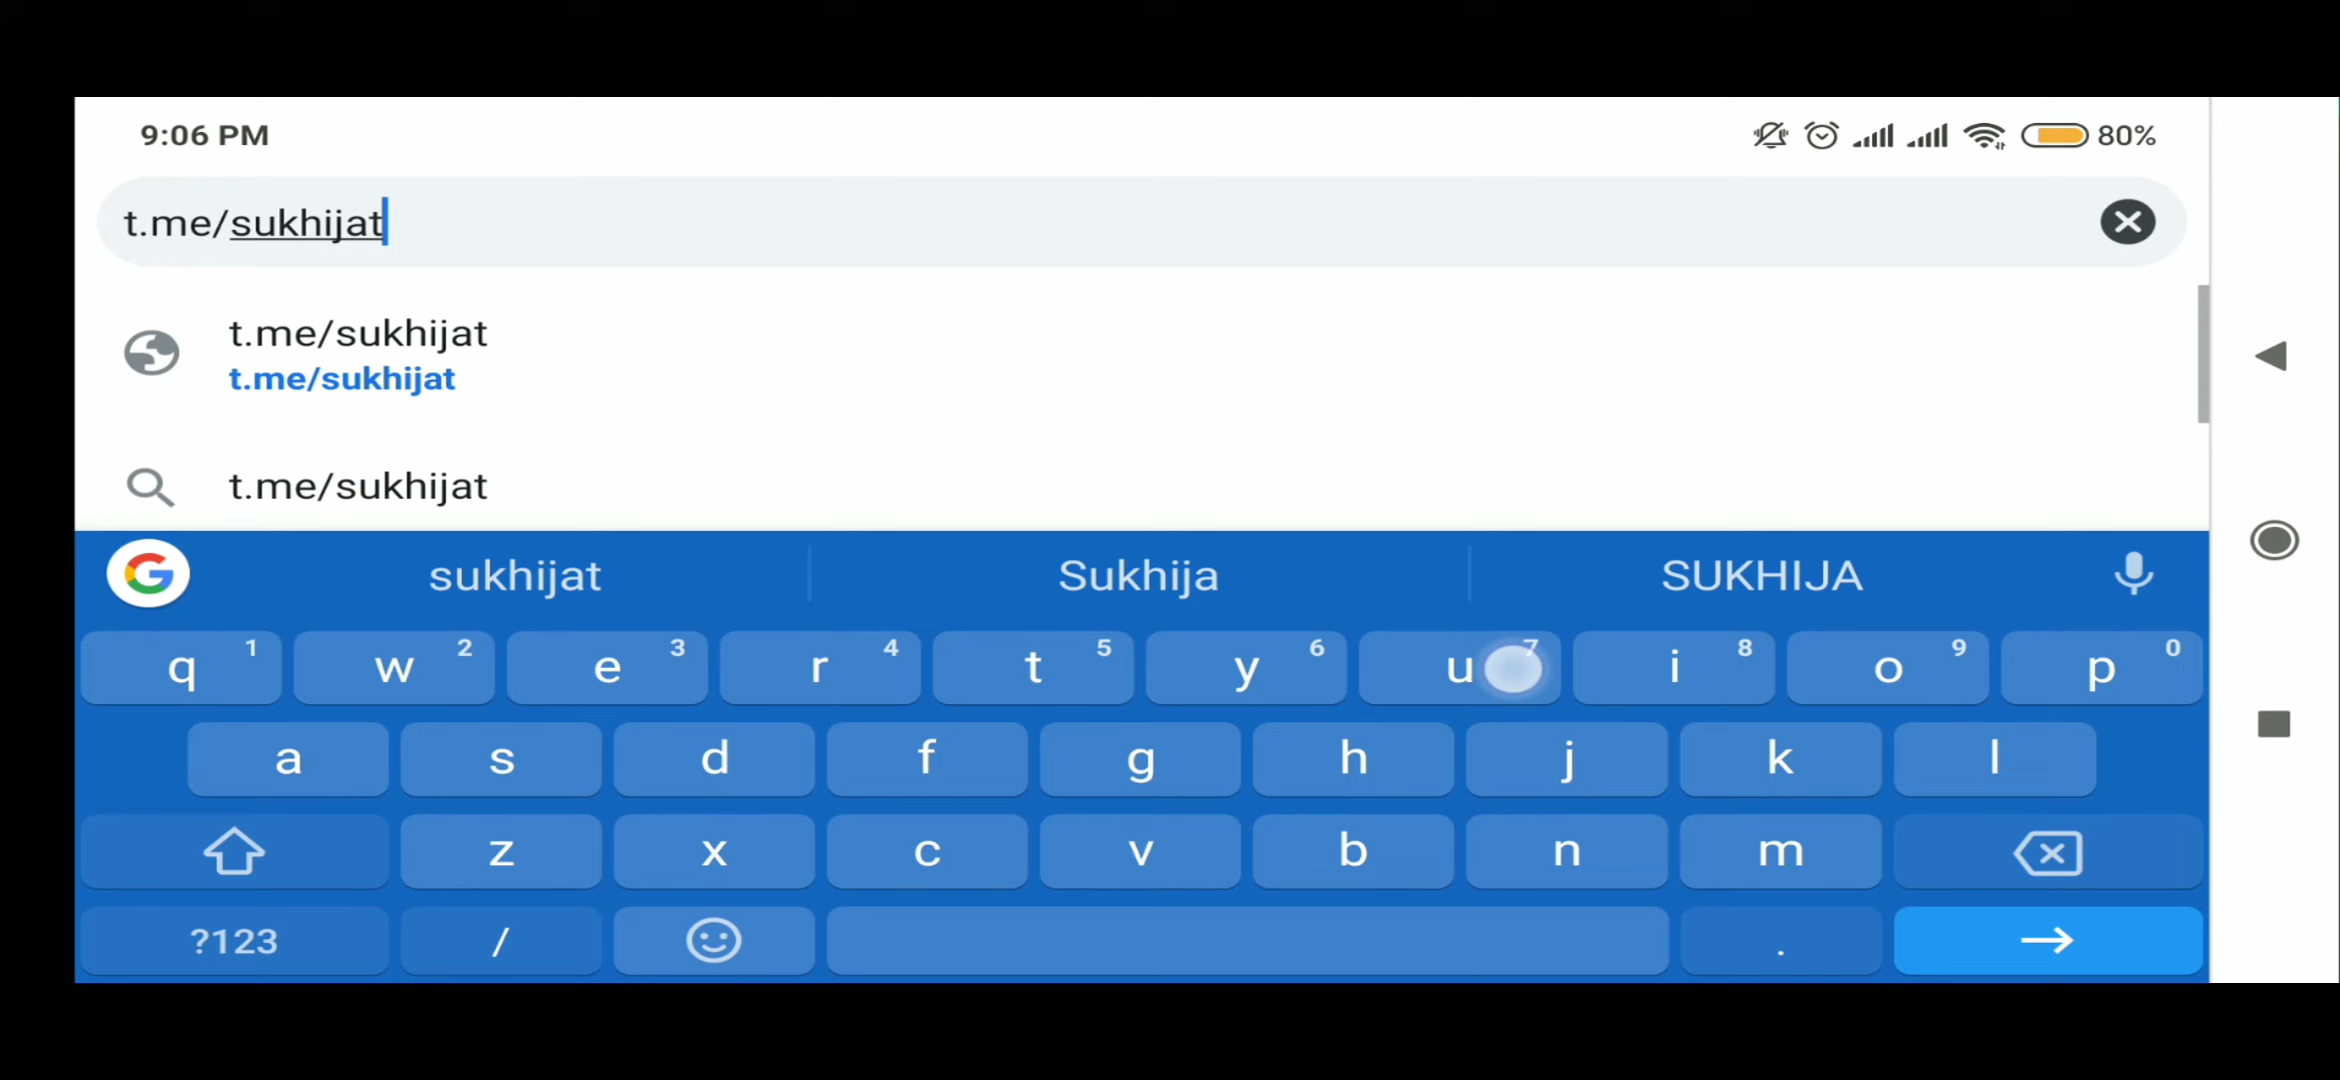 9:06 PM 80%
t.me/sukhijat
t.me/sukhijat
t.me/sukhijat
t.me/sukhijat
sukhijat Sukhija SUKHIJA
q 1 w 2 e 3 r 4 t 5 y 6 u 7 i 8 o 9 p 0
a s d f g h j k l
z x c v b n m
?123 / .